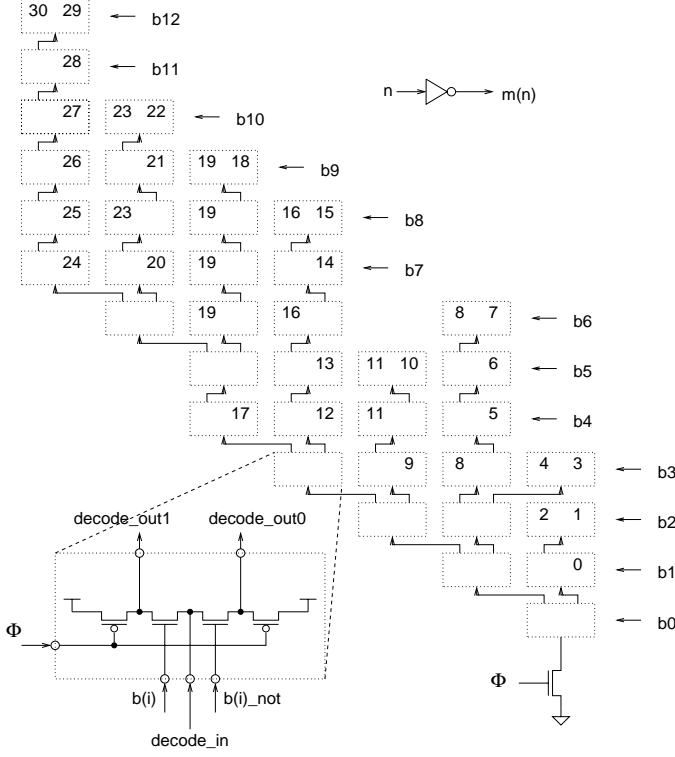 30 29 b12
28 b11
n m(n)
27 23 22 b10
26 21 19 18 b9
25 23 19 16 15 b8
24 20 19 14 b7
19 16 8 7 b6
13 11 10 6 b5
17 12 11 5 b4
9 8 4 3 b3
decode_out1 decode_out0 2 1 b2
0 b1
Φ b0
Φ
b(i) b(i)_not
decode_in